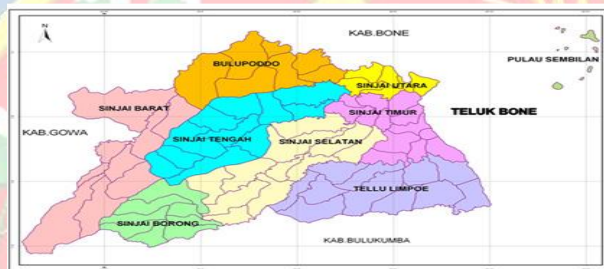 N
KAB.BONE
PULAU SEMBILAN
BULUPODDO
SINJAI UTARA
SINJAI BARAT
SINJAI TIMUR
TELUK BONE
KAB.GOWA
SINJAI TENGAH
SINJAI SELATAN
TELLU LIMPOE
SINJAI BORONG
KAB.BULUKUMBA